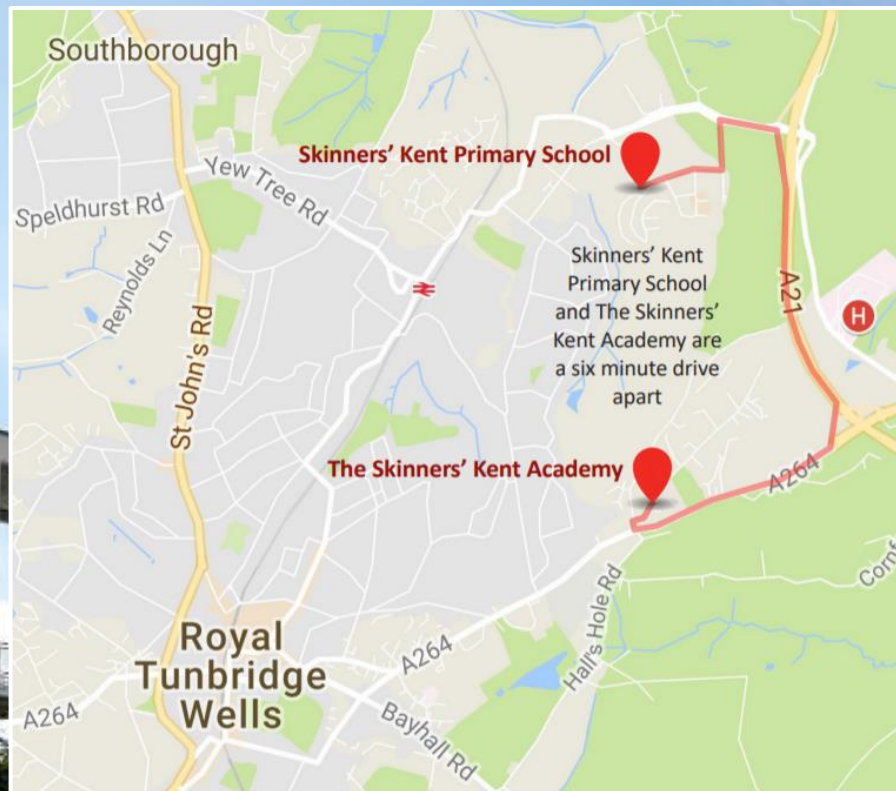 Southborough
Skinners' Kent Primary School
Yew Tree Rd
Speldhurst Rd
Reynolds Ln
St John's Rd
Skinners' Kent
Primary School
and The Skinners'
Kent Academy are
a six minute drive
apart
A21
H
The Skinners' Kent Academy
A264
Hall's Hole Rd
Royal
Tunbridge
Wells
A264
A264
Bayhall Rd